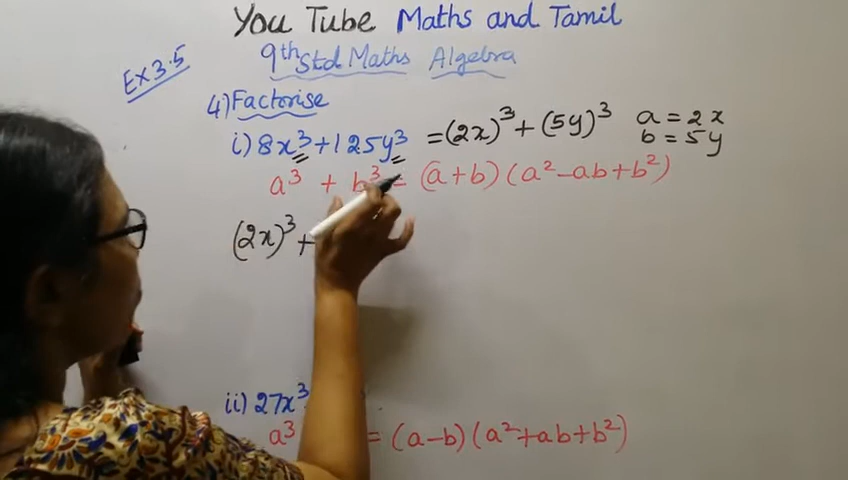 You Tube Maths and Tamil
9th Std Maths Algebra
Ex 3.5
4) Factorise
i) 8x³ + 125y³ = (2x)³ + (5y)³ a = 2x
b = 5y
a³ + b³ = (a+b) (a² - ab + b²)
(2x)³ +
ii) 27x³
a³ = (a-b) (a² + ab + b²)